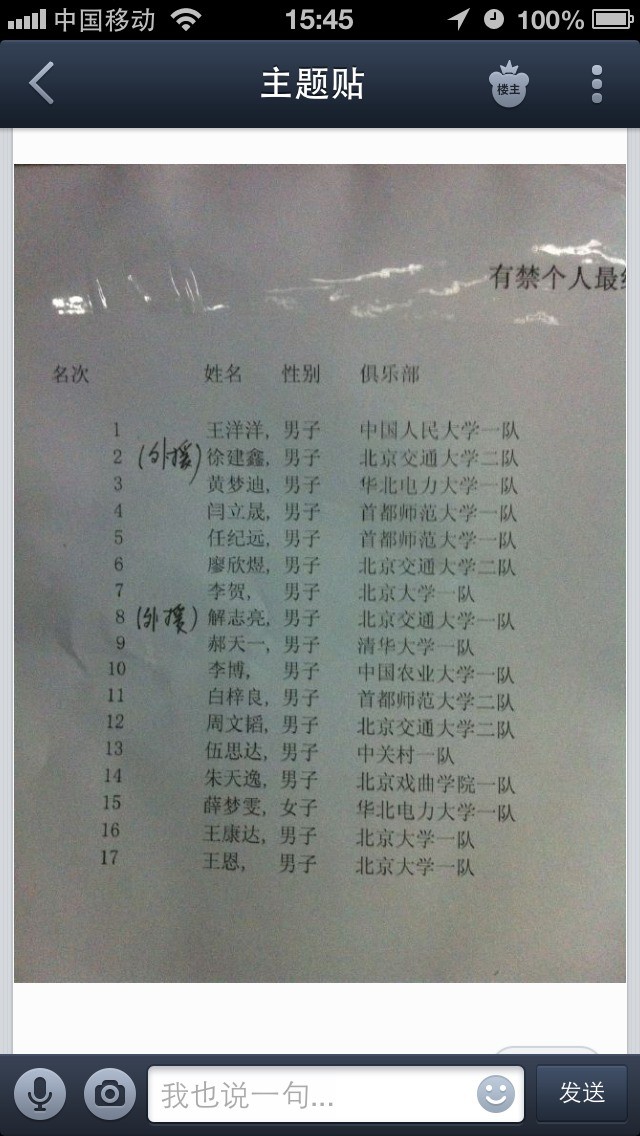 中国移动 15:45 100%
主题贴 楼主
有禁个人最
名次 姓名 性别 俱乐部
1 王洋洋, 男子 中国人民大学一队
2 (外援) 徐建鑫, 男子 北京交通大学二队
3 黄梦迪, 男子 华北电力大学一队
4 闫立晟, 男子 首都师范大学一队
5 任纪远, 男子 首都师范大学一队
6 廖欣煜, 男子 北京交通大学二队
7 李贺, 男子 北京大学一队
8 (外援) 解志亮, 男子 北京交通大学一队
9 郝天一, 男子 清华大学一队
10 李博, 男子 中国农业大学一队
11 白梓良, 男子 首都师范大学二队
12 周文韬, 男子 北京交通大学二队
13 伍思达, 男子 中关村一队
14 朱天逸, 男子 北京戏曲学院一队
15 薛梦雯, 女子 华北电力大学一队
16 王康达, 男子 北京大学一队
17 王恩, 男子 北京大学一队
我也说一句... 发送